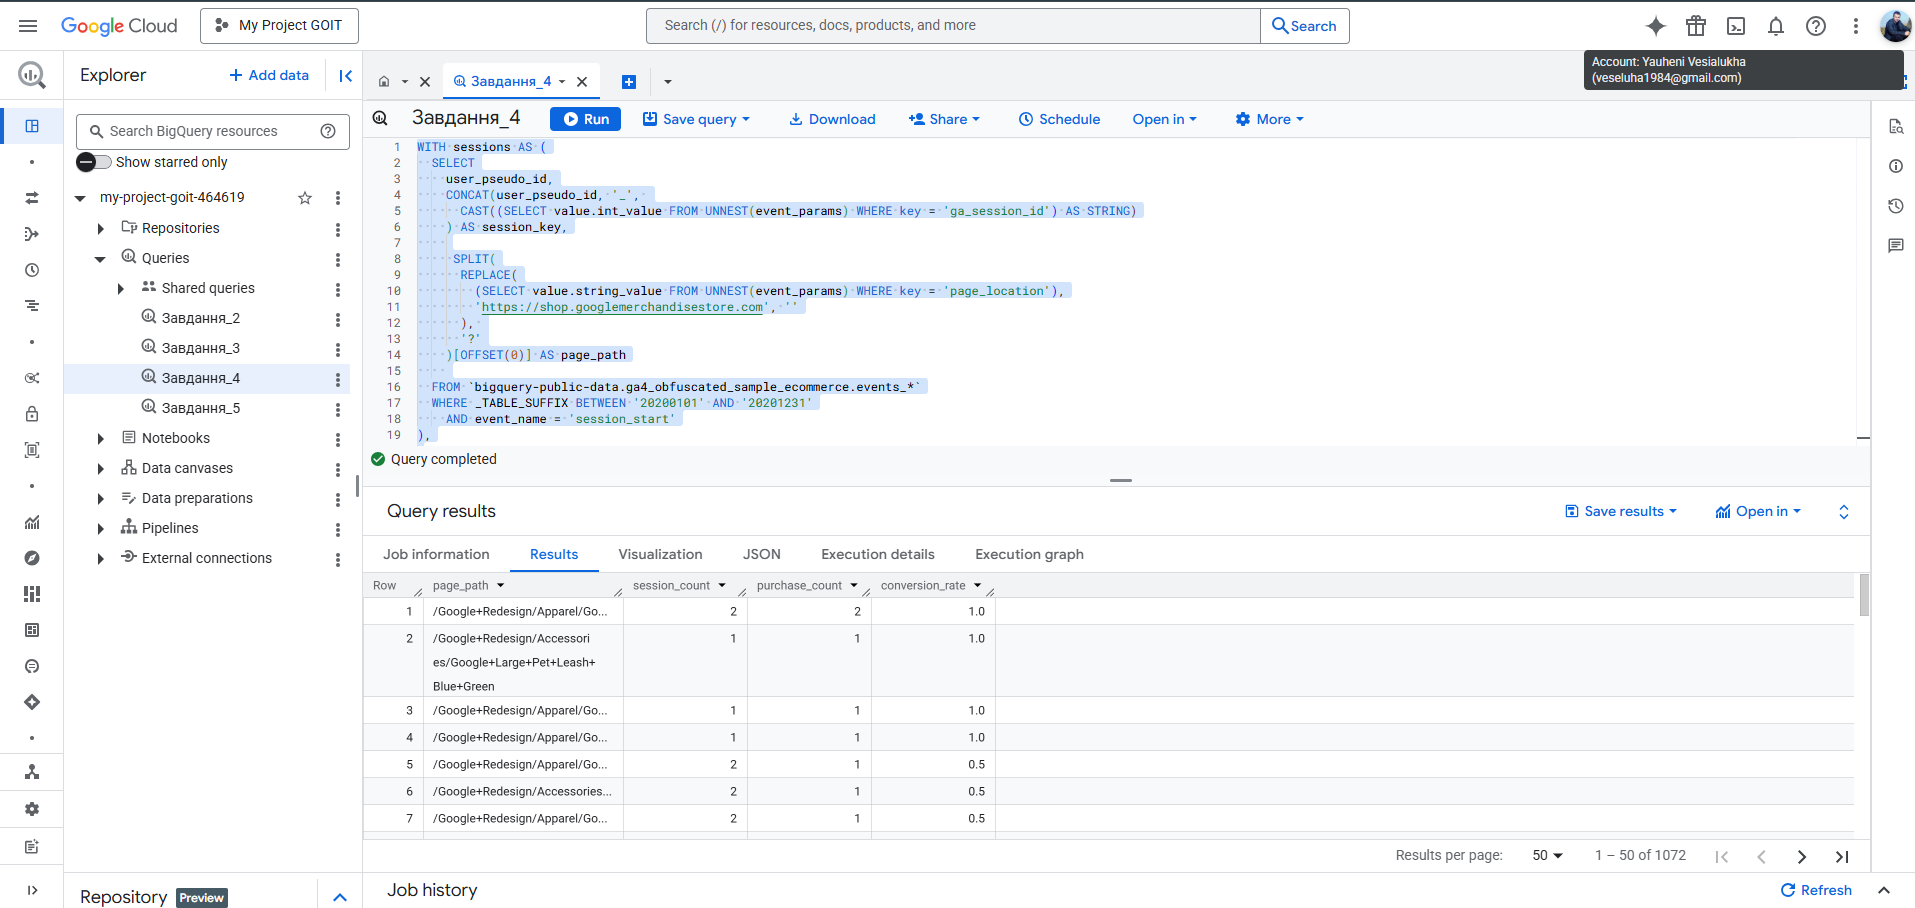 Google Cloud
My Project GOIT
Search (/) for resources, docs, products, and more
Search
Account: Yauheni Vesialukha
(veseluha1984@gmail.com)
Explorer
+ Add data
Search BigQuery resources
Show starred only
my-project-goit-464619
Repositories
Queries
Shared queries
Завдання_2
Завдання_3
Завдання_4
Завдання_5
Notebooks
Data canvases
Data preparations
Pipelines
External connections
Repository Preview
Завдання_4
Завдання_4
Run
Save query
Download
Share
Schedule
Open in
More
1 WITH sessions AS (
2 SELECT
3 user_pseudo_id,
4 CONCAT(user_pseudo_id, '_',
5 CAST((SELECT value.int_value FROM UNNEST(event_params) WHERE key = 'ga_session_id') AS STRING)
6 ) AS session_key,
7
8 SPLIT(
9 REPLACE(
10 (SELECT value.string_value FROM UNNEST(event_params) WHERE key = 'page_location'),
11 'https://shop.googlemerchandisestore.com', ''
12 ),
13 '?'
14 )[OFFSET(0)] AS page_path
15
16 FROM `bigquery-public-data.ga4_obfuscated_sample_ecommerce.events_*`
17 WHERE _TABLE_SUFFIX BETWEEN '20200101' AND '20201231'
18 AND event_name = 'session_start'
19 ),
Query completed
Query results
Save results
Open in
Job information
Results
Visualization
JSON
Execution details
Execution graph
Row page_path session_count purchase_count conversion_rate
1 /Google+Redesign/Apparel/Go... 2 2 1.0
2 /Google+Redesign/Accessori 1 1 1.0
es/Google+Large+Pet+Leash+
Blue+Green
3 /Google+Redesign/Apparel/Go... 1 1 1.0
4 /Google+Redesign/Apparel/Go... 1 1 1.0
5 /Google+Redesign/Apparel/Go... 2 1 0.5
6 /Google+Redesign/Accessories... 2 1 0.5
7 /Google+Redesign/Apparel/Go... 2 1 0.5
Results per page: 50 1 – 50 of 1072
Job history
Refresh